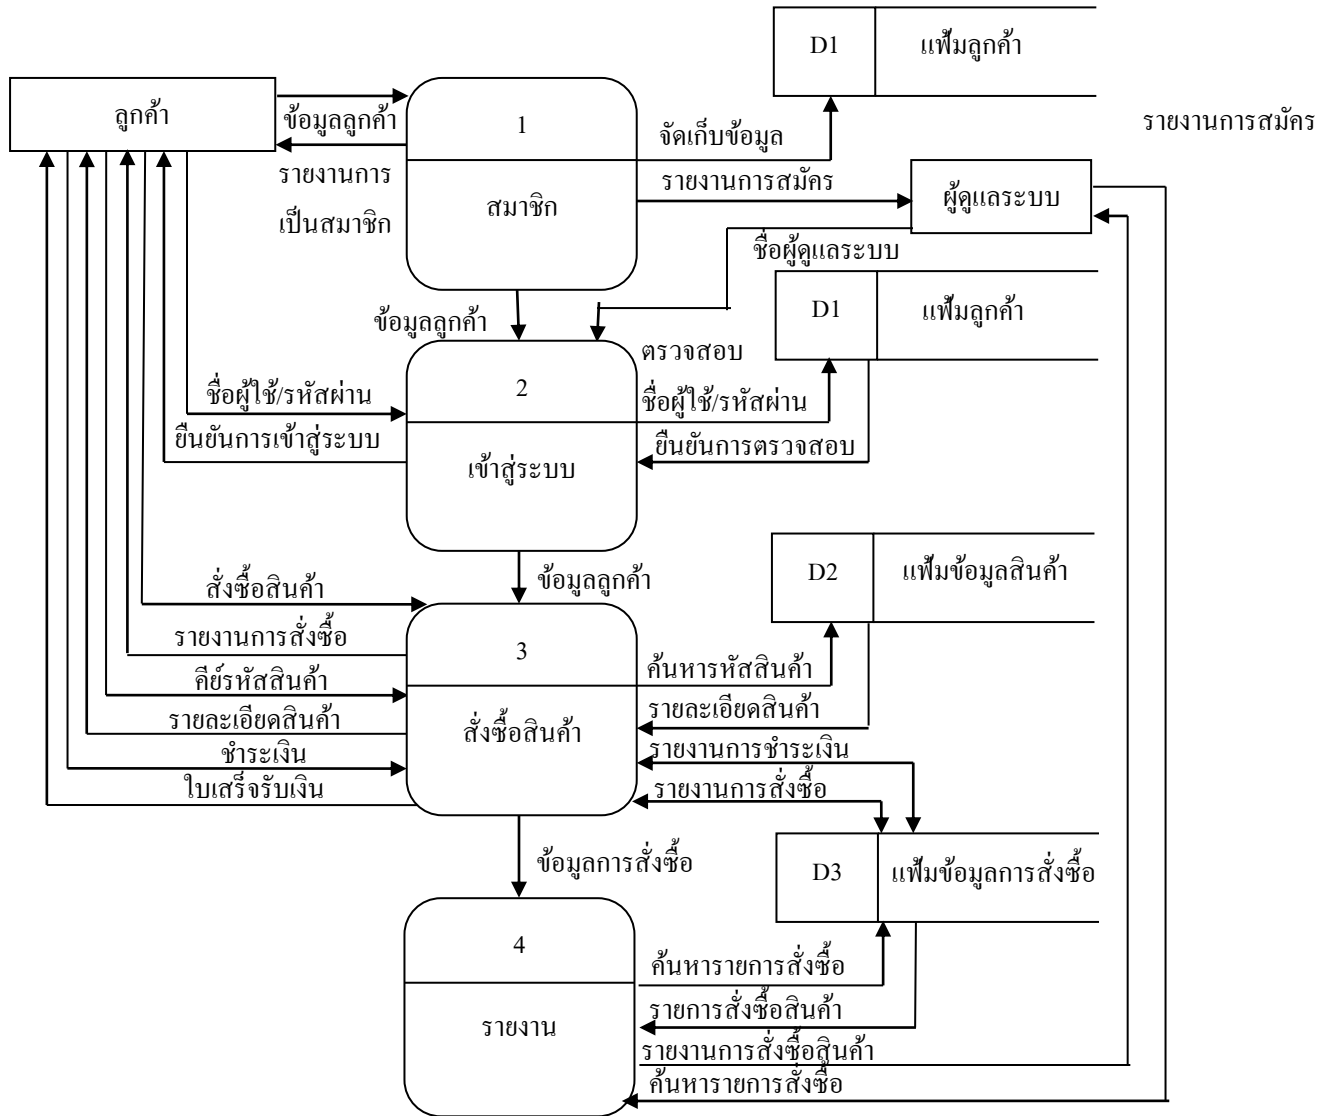 D1
แฟ้มลูกค้า
ลูกค้า
ข้อมูลลูกค้า
1
จัดเก็บข้อมูล
รายงานการสมัคร
รายงานการ
เป็นสมาชิก
สมาชิก
รายงานการสมัคร
ผู้ดูแลระบบ
ชื่อผู้ดูแลระบบ
ข้อมูลลูกค้า
D1
แฟ้มลูกค้า
ตรวจสอบ
ชื่อผู้ใช้/รหัสผ่าน
2
ชื่อผู้ใช้/รหัสผ่าน
ยืนยันการเข้าสู่ระบบ
เข้าสู่ระบบ
ยืนยันการตรวจสอบ
ข้อมูลลูกค้า
D2
แฟ้มข้อมูลสินค้า
สั่งซื้อสินค้า
รายงานการสั่งซื้อ
3
ค้นหารหัสสินค้า
คีย์รหัสสินค้า
รายละเอียดสินค้า
สั่งซื้อสินค้า
รายละเอียดสินค้า
ชำระเงิน
รายงานการชำระเงิน
ใบเสร็จรับเงิน
รายงานการสั่งซื้อ
ข้อมูลการสั่งซื้อ
D3
แฟ้มข้อมูลการสั่งซื้อ
4
ค้นหารายการสั่งซื้อ
รายการสั่งซื้อสินค้า
รายงาน
รายงานการสั่งซื้อสินค้า
ค้นหารายการสั่งซื้อ